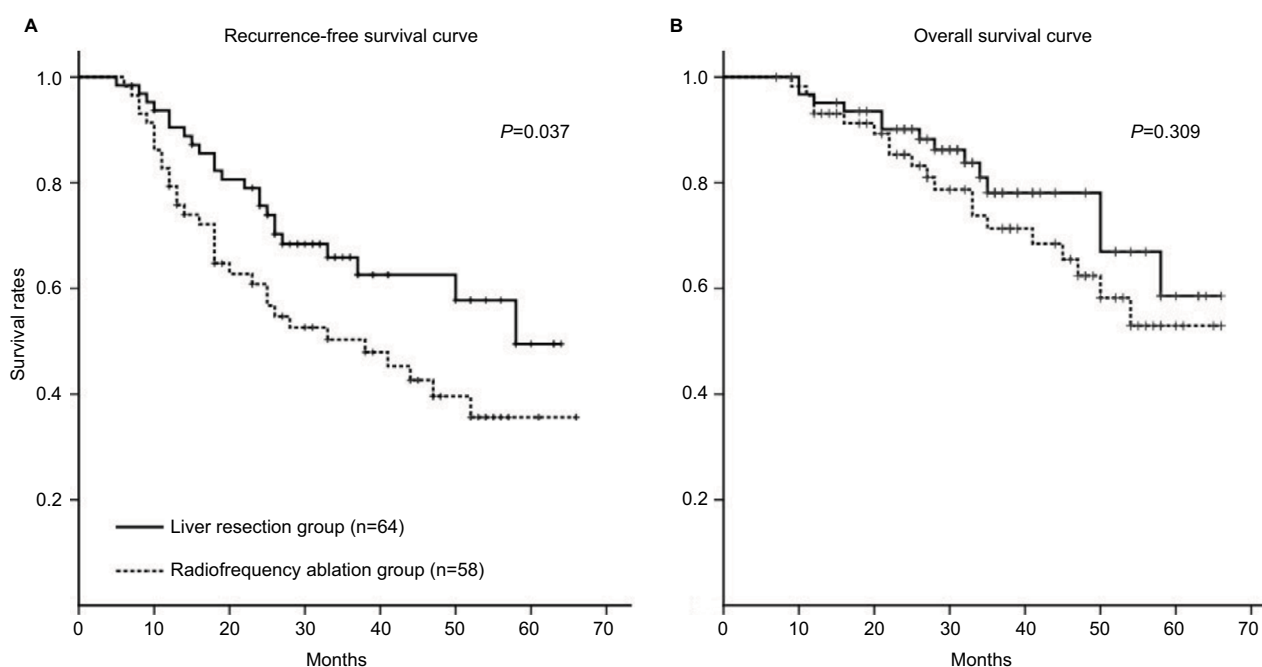 A
Recurrence-free survival curve
1.0
0.8
0.6
0.4
0.2
Survival rates
P=0.037
Liver resection group (n=64)
Radiofrequency ablation group (n=58)
0 10 20 30 40 50 60 70
Months
B
Overall survival curve
1.0
0.8
0.6
0.4
0.2
P=0.309
0 10 20 30 40 50 60 70
Months